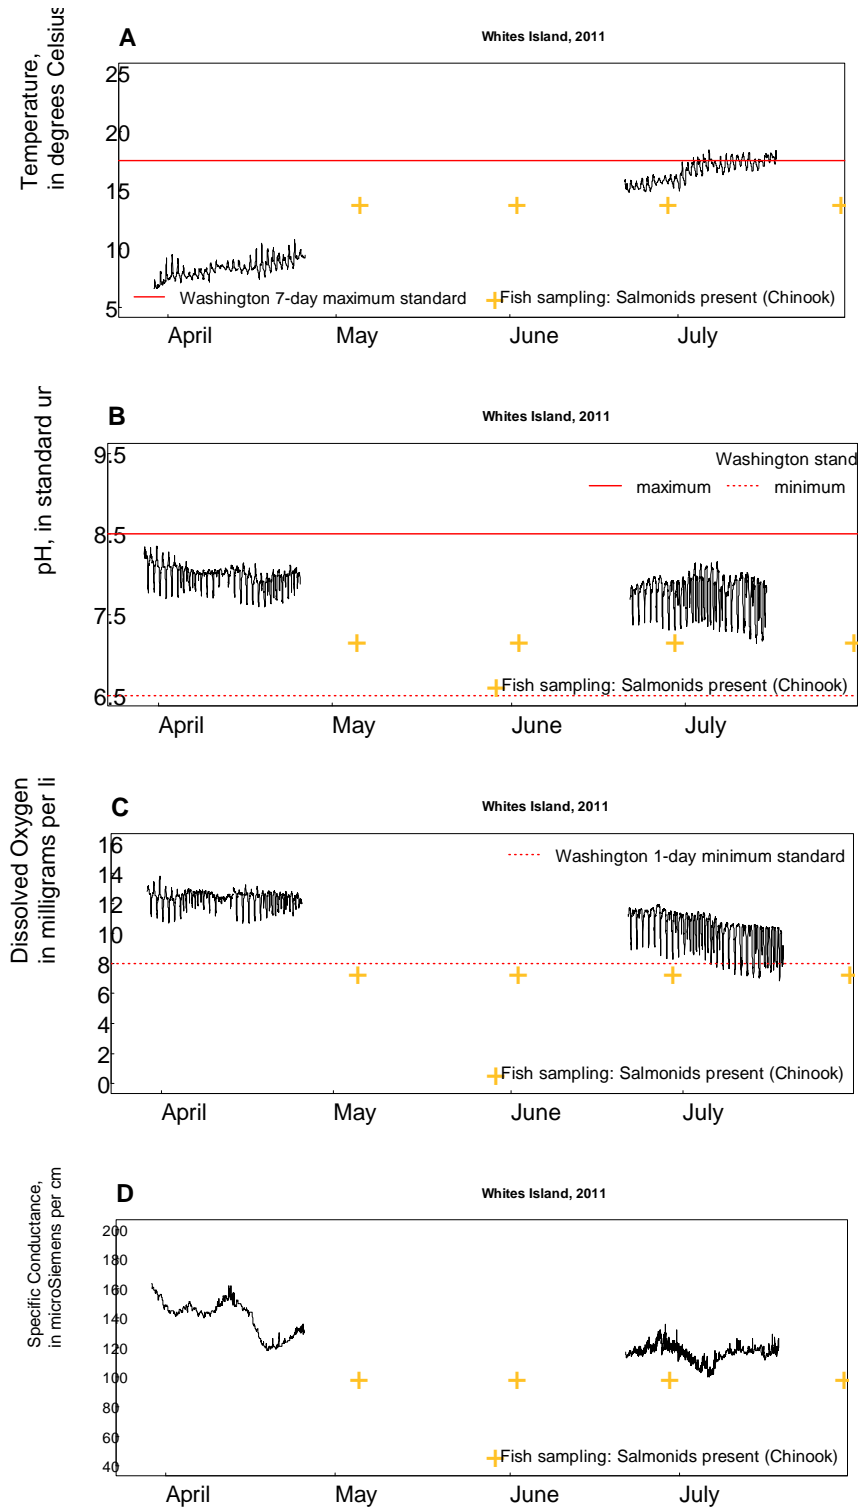 A
Whites Island, 2011
Temperature,
in degrees Celsius
25
20
15
10
5
Washington 7-day maximum standard
Fish sampling: Salmonids present (Chinook)
April May June July
B
Whites Island, 2011
pH, in standard ur
9.5
8.5
7.5
6.5
Washington stand
maximum minimum
Fish sampling: Salmonids present (Chinook)
April May June July
C
Whites Island, 2011
Dissolved Oxygen
in milligrams per li
16
14
12
10
8
6
4
2
0
Washington 1-day minimum standard
Fish sampling: Salmonids present (Chinook)
April May June July
D
Whites Island, 2011
Specific Conductance,
in microSiemens per cm
200
180
160
140
120
100
80
60
40
Fish sampling: Salmonids present (Chinook)
April May June July